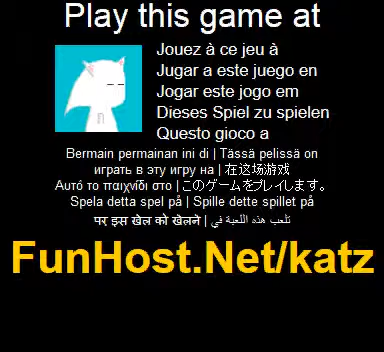 Play this game at
Jouez à ce jeu à
Jugar a este juego en
Jogar este jogo em
Dieses Spiel zu spielen
Questo gioco a
Bermain permainan ini di | Tässä pelissä on
играть в эту игру на | 在这场游戏
Αυτό το παιχνίδι στο | このゲームをプレイします。
Spela detta spel på | Spille dette spillet på
पर इस खेल को खेलने | تلعب هذه اللعبة في
FunHost.Net/katz